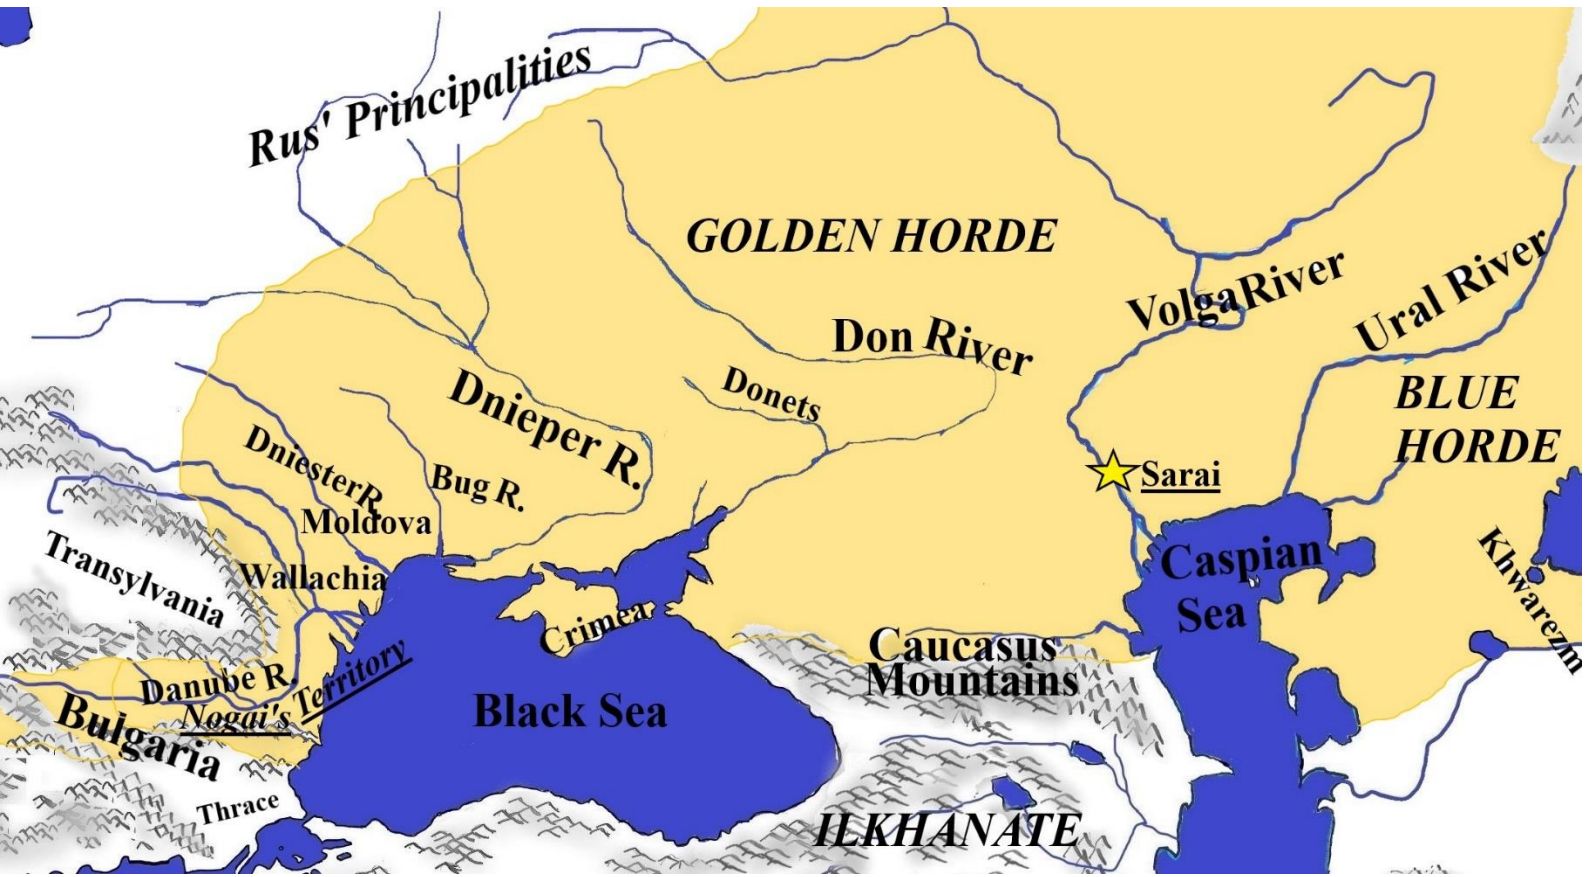 Rus' Principalities
GOLDEN HORDE
VolgaRiver
Ural River
Don River
Donets
Dnieper R.
BLUE
HORDE
DniesterR.
Bug R.
Sarai
Moldova
Transylvania
Wallachia
Caspian
Sea
Khwarezm
Crimea
Caucasus
Mountains
Danube R.
Nogai's Territory
Black Sea
Bulgaria
Thrace
ILKHANATE